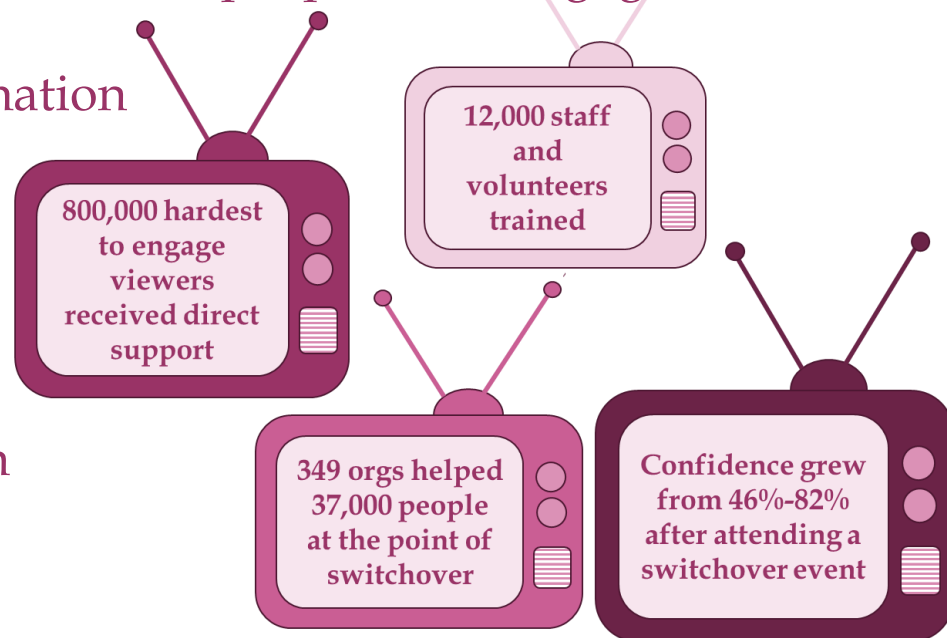 nation
800,000 hardest
to engage
viewers
received direct
support
12,000 staff
and
volunteers
trained
349 orgs helped
37,000 people
at the point of
switchover
Confidence grew
from 46%-82%
after attending a
switchover event